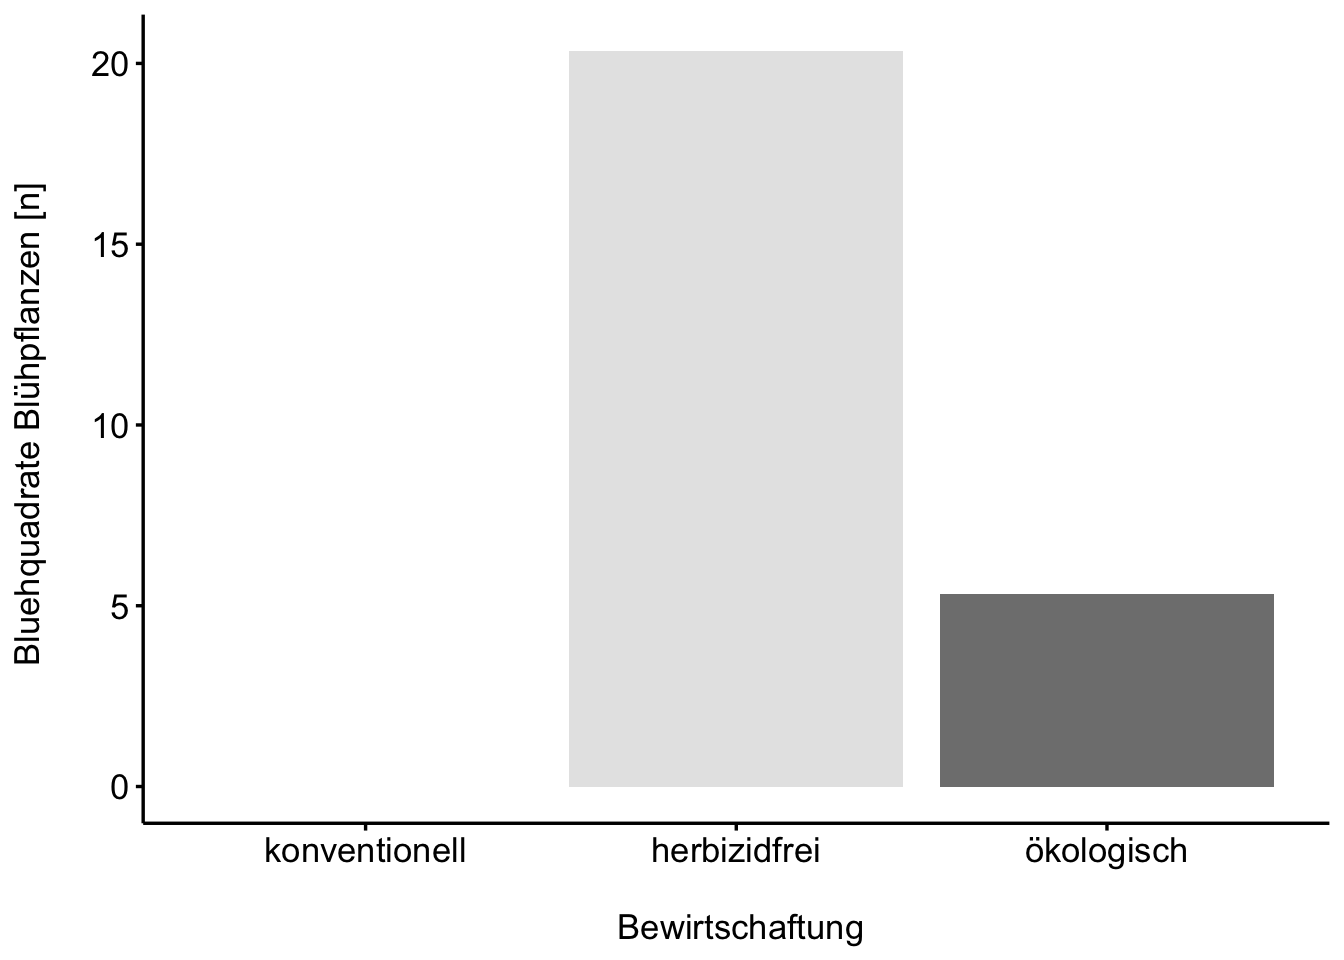 Bluehquadrate Blühpflanzen [n]
20
15
10
5
0
konventionell herbizidfrei ökologisch
Bewirtschaftung